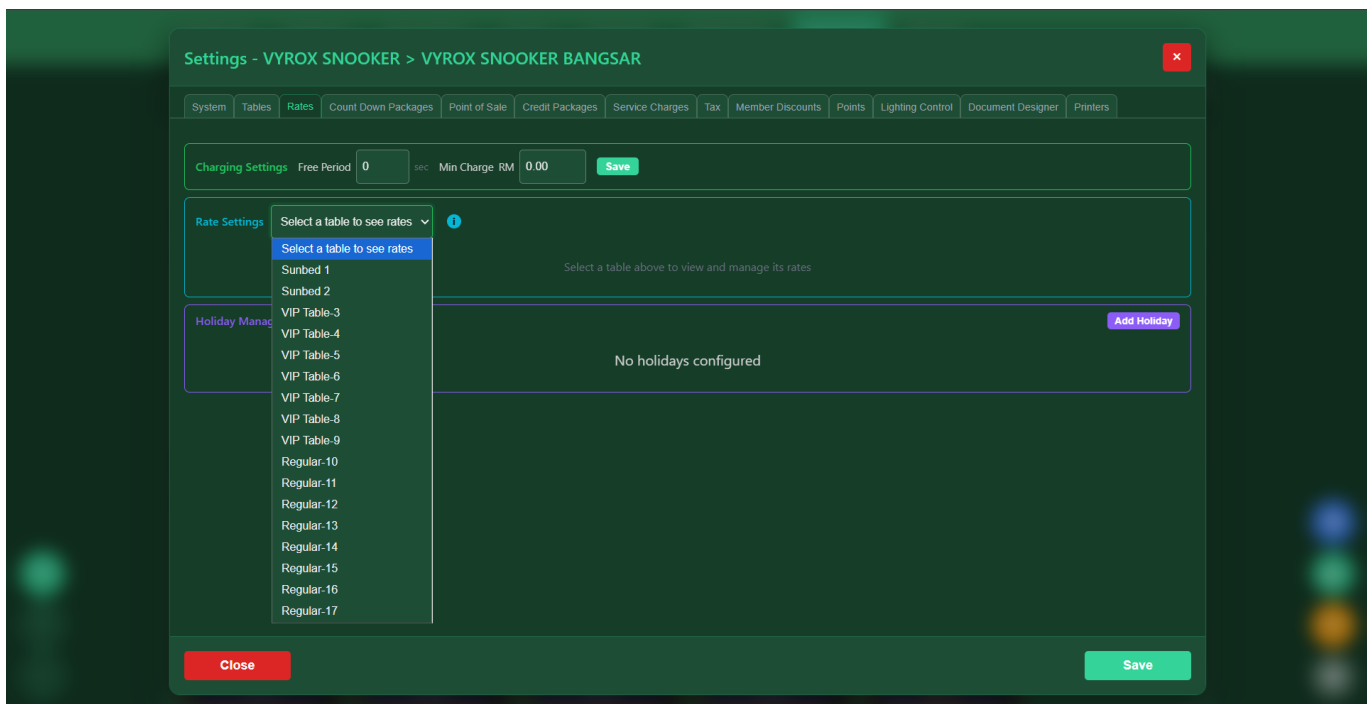 Settings - VYROX SNOOKER > VYROX SNOOKER BANGSAR
×
System Tables Rates Count Down Packages Point of Sale Credit Packages Service Charges Tax Member Discounts Points Lighting Control Document Designer Printers
Charging Settings Free Period 0 sec Min Charge RM 0.00 Save
Rate Settings Select a table to see rates i
Select a table to see rates
Sunbed 1
Select a table above to view and manage its rates
Sunbed 2
VIP Table-3
Holiday Manag Add Holiday
VIP Table-4
VIP Table-5
No holidays configured
VIP Table-6
VIP Table-7
VIP Table-8
VIP Table-9
Regular-10
Regular-11
Regular-12
Regular-13
Regular-14
Regular-15
Regular-16
Regular-17
Close Save